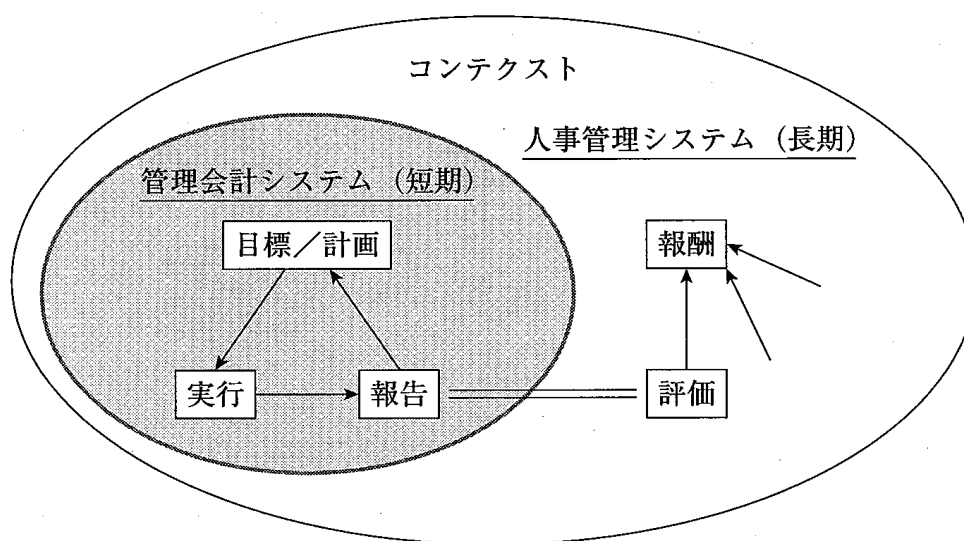 コンテクスト
人事管理システム（長期）
管理会計システム（短期）
目標／計画
報酬
実行
報告
評価